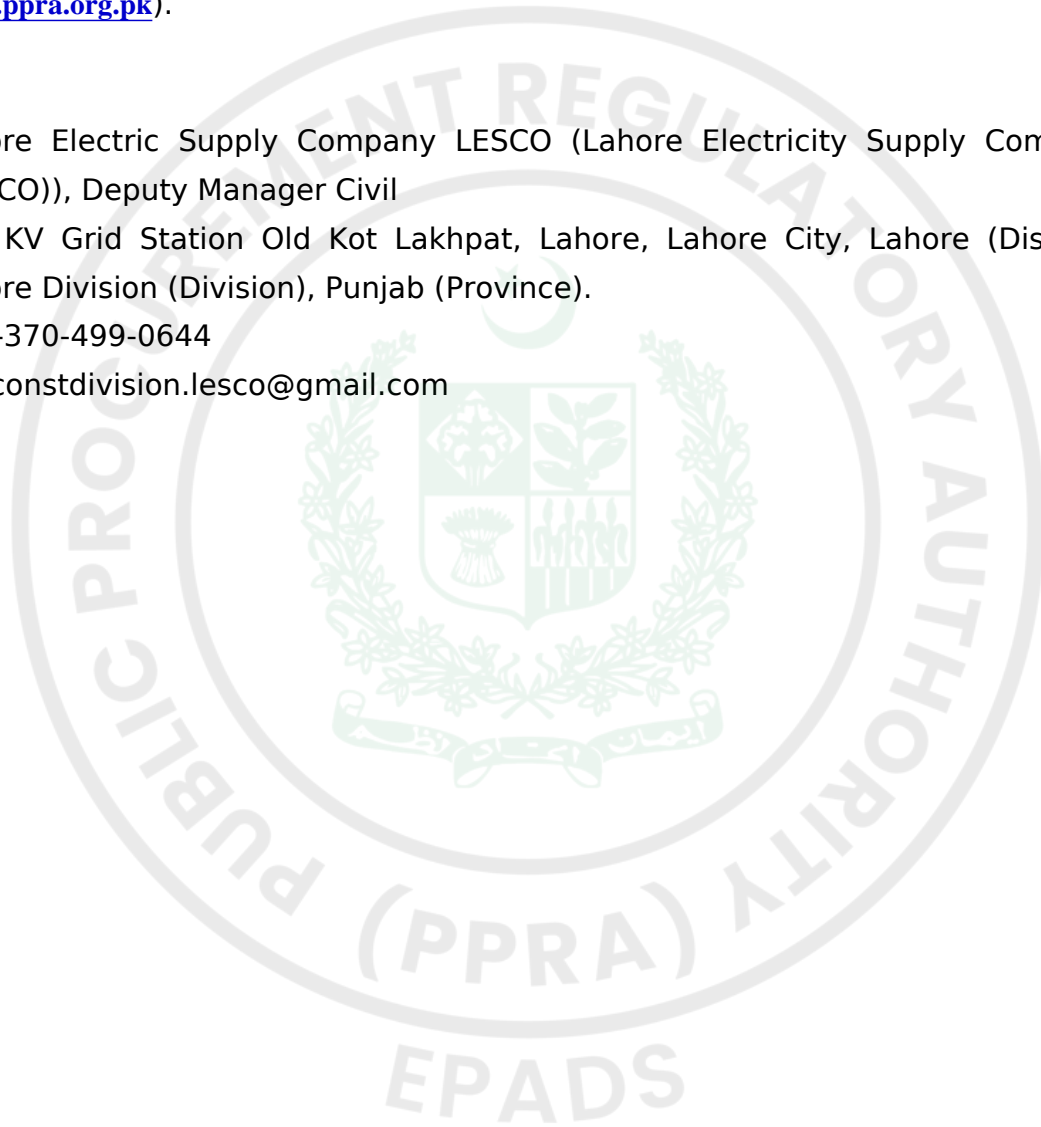 .ppra.org.pk).
ore Electric Supply Company LESCO (Lahore Electricity Supply Com
CO)), Deputy Manager Civil
KV Grid Station Old Kot Lakhpat, Lahore, Lahore City, Lahore (Dis
ore Division (Division), Punjab (Province).
-370-499-0644
constdivision.lesco@gmail.com
PUBLIC PROCUREMENT REGULATORY AUTHORITY
(PPRA)
EPADS